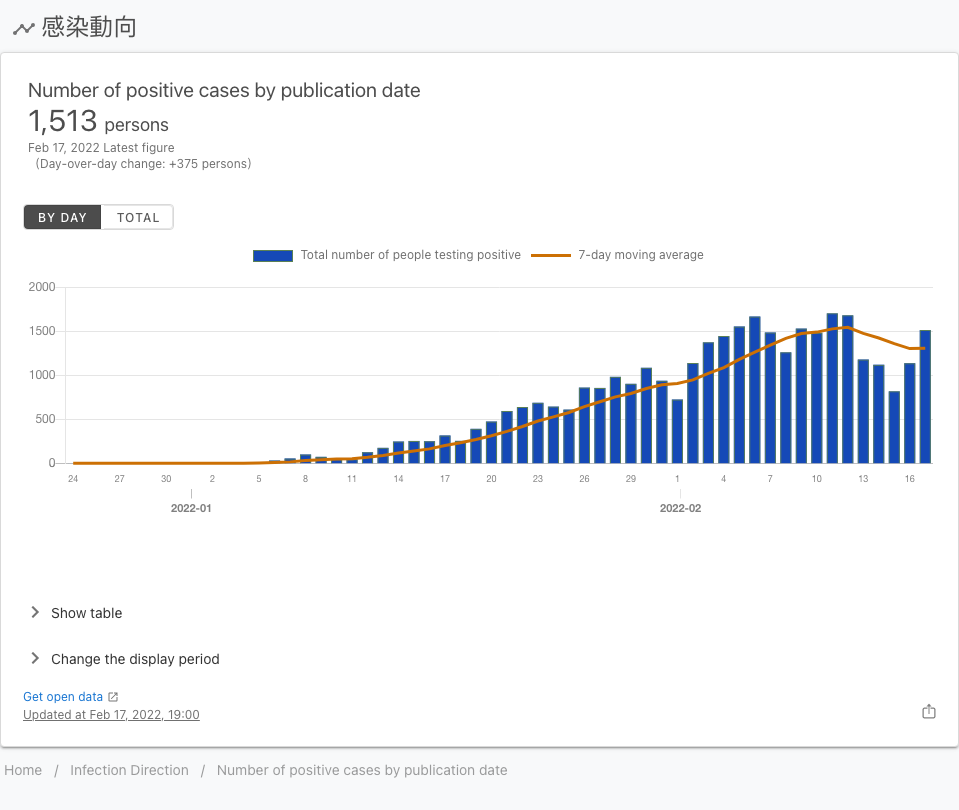 感染動向
Number of positive cases by publication date
1,513 persons
Feb 17, 2022 Latest figure
(Day-over-day change: +375 persons)
BY DAY TOTAL
Total number of people testing positive 7-day moving average
2000
1500
1000
500
0
24 27 30 2 5 8 11 14 17 20 23 26 29 1 4 7 10 13 16
2022-01 2022-02
Show table
Change the display period
Get open data
Updated at Feb 17, 2022, 19:00
Home / Infection Direction / Number of positive cases by publication date